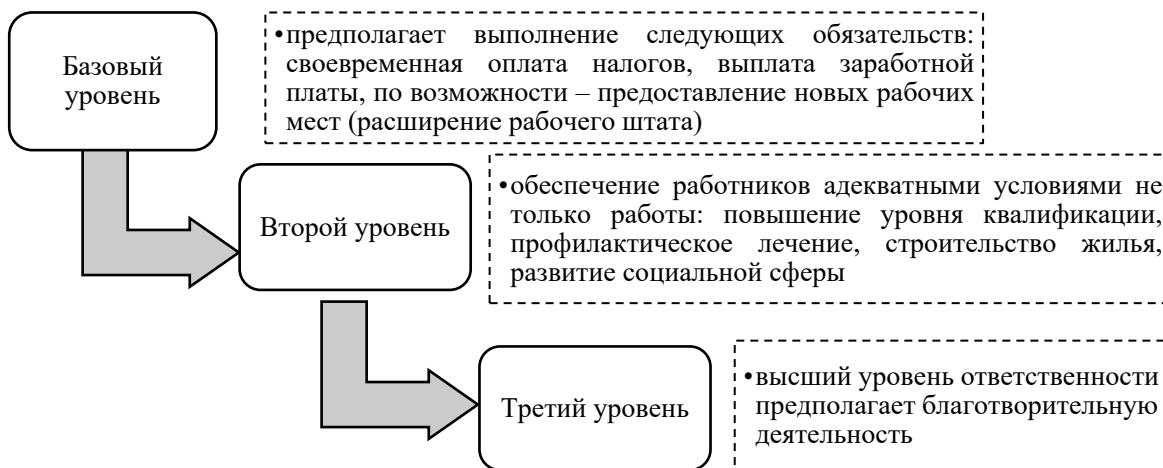 Базовый
уровень
•предполагает выполнение следующих обязательств:
своевременная оплата налогов, выплата заработной
платы, по возможности – предоставление новых рабочих
мест (расширение рабочего штата)
Второй уровень
•обеспечение работников адекватными условиями не
только работы: повышение уровня квалификации,
профилактическое лечение, строительство жилья,
развитие социальной сферы
Третий уровень
•высший уровень ответственности
предполагает благотворительную
деятельность